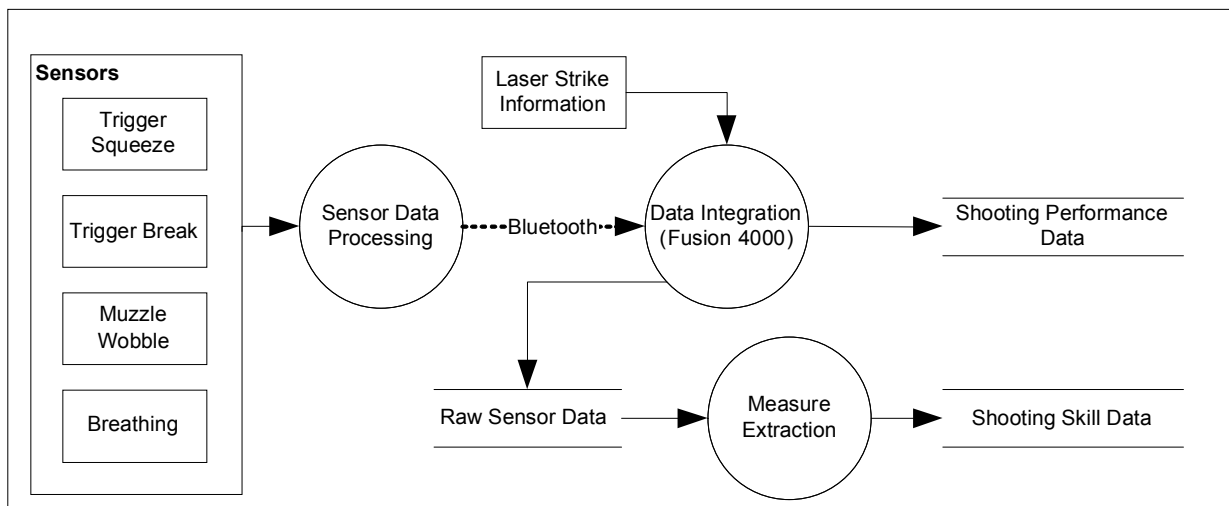 Sensors
Trigger
Squeeze
Trigger Break
Muzzle
Wobble
Breathing
Sensor Data
Processing
Bluetooth
Laser Strike
Information
Data Integration
(Fusion 4000)
Shooting Performance
Data
Raw Sensor Data
Measure
Extraction
Shooting Skill Data